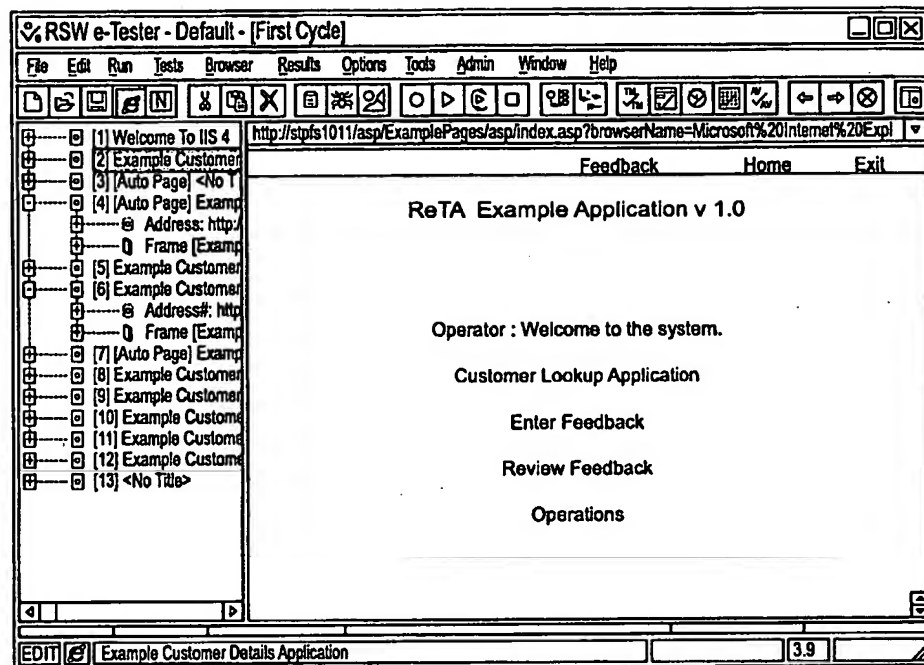 RSW e-Tester - Default - [First Cycle]
File Edit Run Tests Browser Results Options Tools Admin Window Help
[1] Welcome To IIS 4
[2] Example Customer
[3] [Auto Page] <No T
[4] [Auto Page] Examp
Address: http:/
Frame [Examp
[5] Example Customer
[6] Example Customer
Address#: http
Frame [Examp
[7] [Auto Page] Examp
[8] Example Customer
[9] Example Customer
[10] Example Custome
[11] Example Custome
[12] Example Custome
[13] <No Title>
http://stpfs1011/asp/ExamplePages/asp/index.asp?browserName=Microsoft%20Internet%20Expl
Feedback Home Exit
ReTA Example Application v 1.0
Operator : Welcome to the system.
Customer Lookup Application
Enter Feedback
Review Feedback
Operations
EDIT Example Customer Details Application 3.9